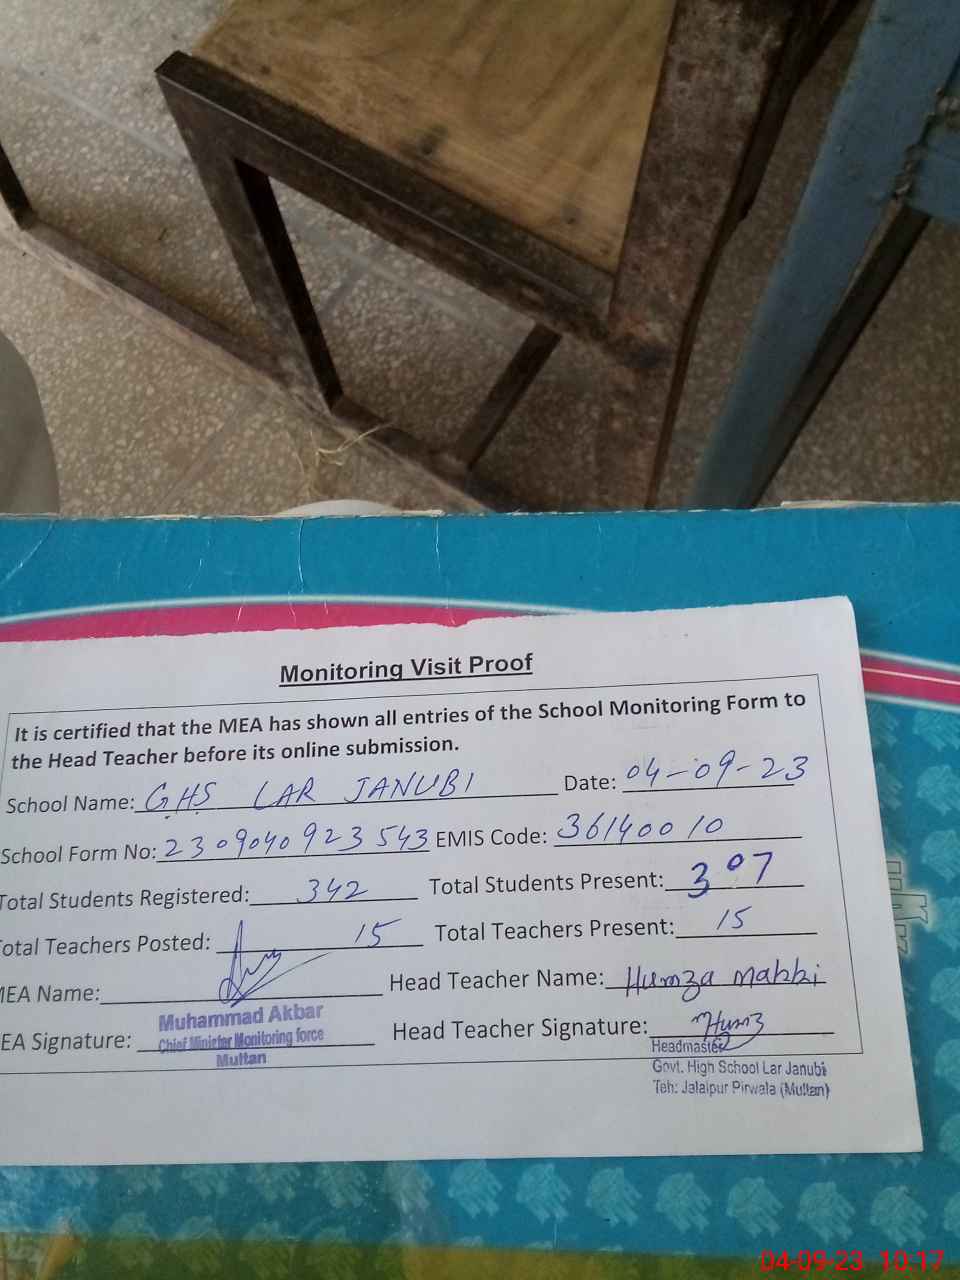 Monitoring Visit Proof
It is certified that the MEA has shown all entries of the School Monitoring Form to
the Head Teacher before its online submission.
School Name: GHS LAR JANUBI Date: 04-09-23
School Form No: 2309040923543 EMIS Code: 36140010
Total Students Registered: 342 Total Students Present: 307
otal Teachers Posted: 15 Total Teachers Present: 15
MEA Name: Head Teacher Name: Humza Makki
EA Signature: Head Teacher Signature: Humz
Muhammad Akbar
Chief Minister Monitoring force
Multan
Headmaster
Govt. High School Lar Janubi
Teh: Jalalpur Pirwala (Multan)
04-09-23 10:17